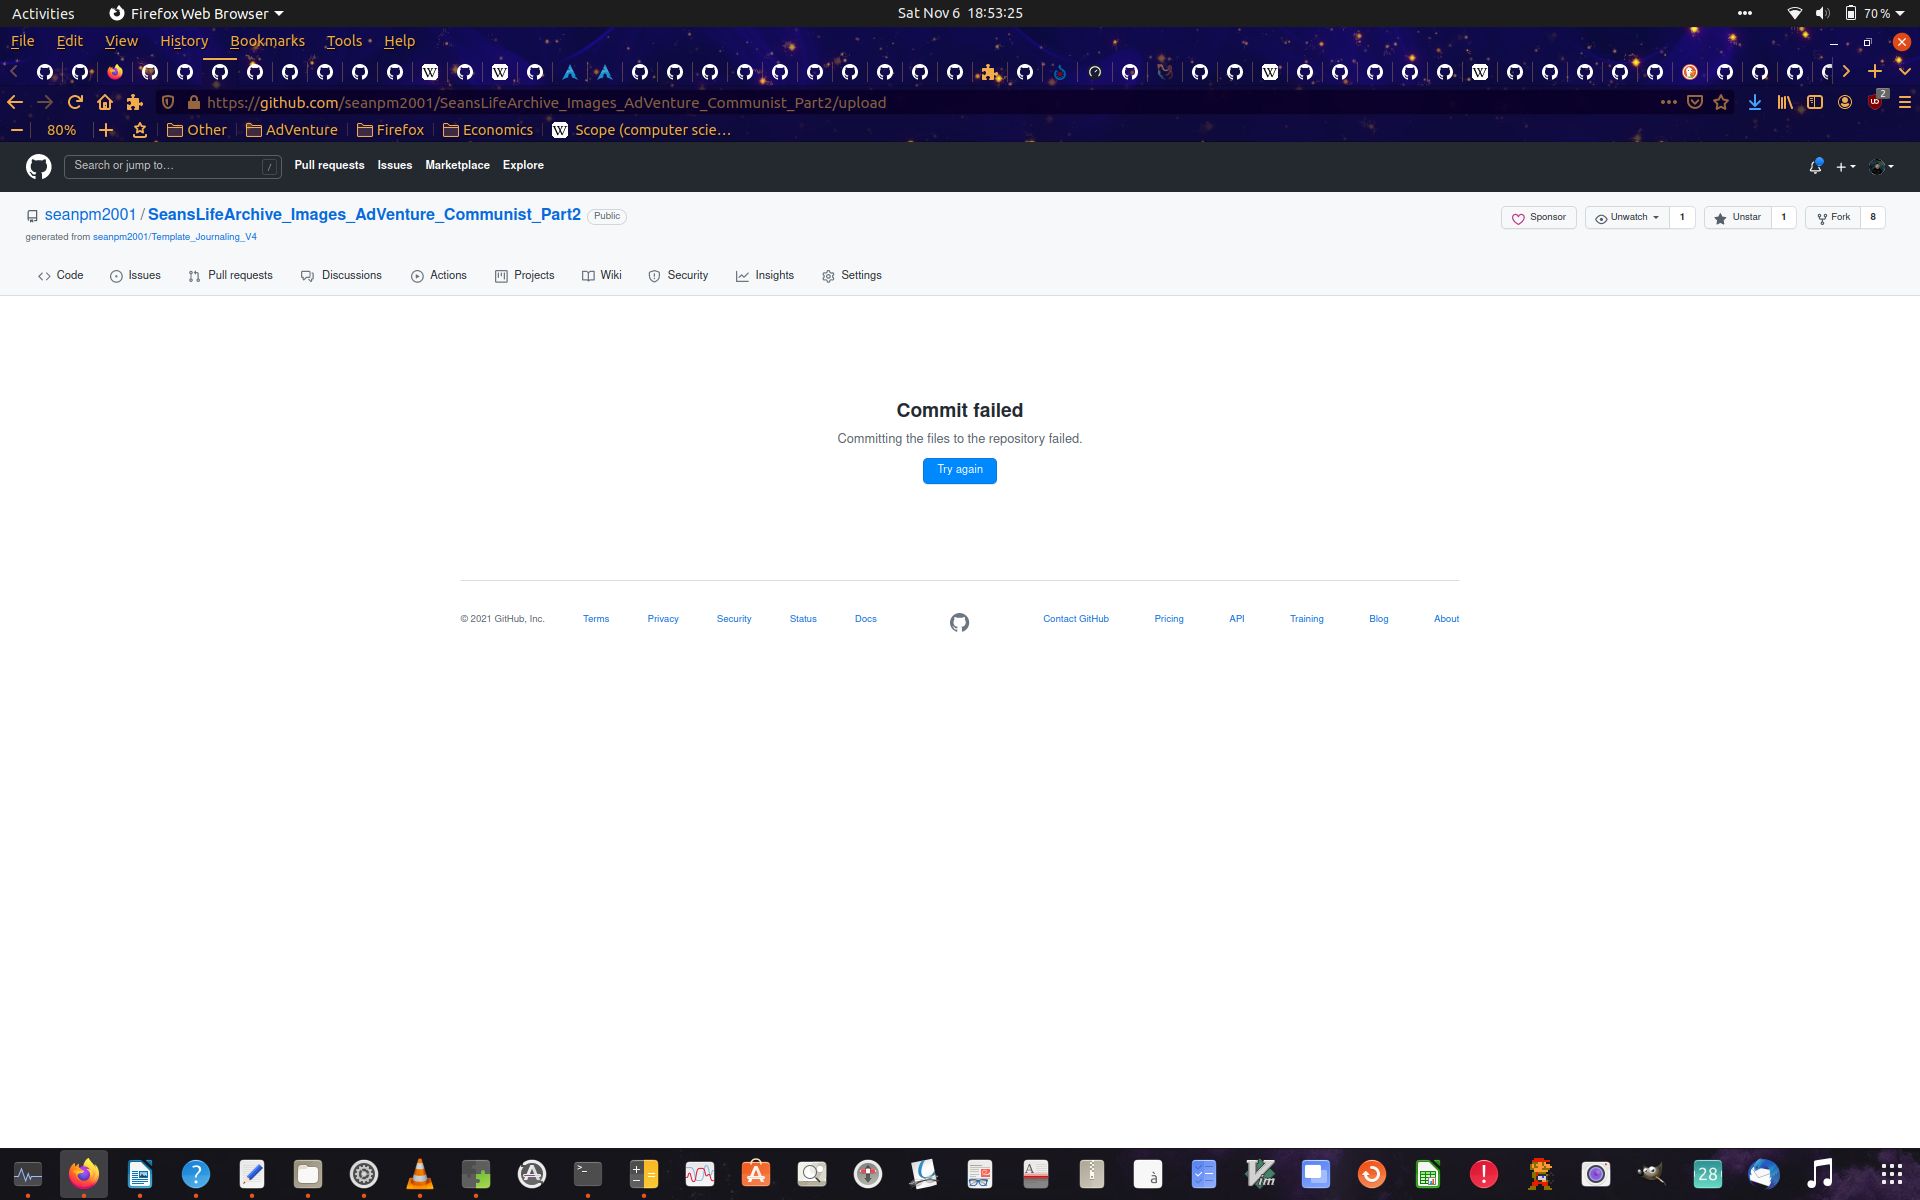 Activities Firefox Web Browser Sat Nov 6 18:53:25 70 %
File Edit View History Bookmarks Tools Help
https://github.com/seanpm2001/SeansLifeArchive_Images_AdVenture_Communist_Part2/upload 2
80% Other AdVenture Firefox Economics W Scope (computer scie…
Search or jump to… / Pull requests Issues Marketplace Explore
seanpm2001 / SeansLifeArchive_Images_AdVenture_Communist_Part2 Public Sponsor Unwatch 1 Unstar 1 Fork 8
generated from seanpm2001/Template_Journaling_V4
Code Issues Pull requests Discussions Actions Projects Wiki Security Insights Settings
Commit failed
Committing the files to the repository failed.
Try again
© 2021 GitHub, Inc. Terms Privacy Security Status Docs Contact GitHub Pricing API Training Blog About
28